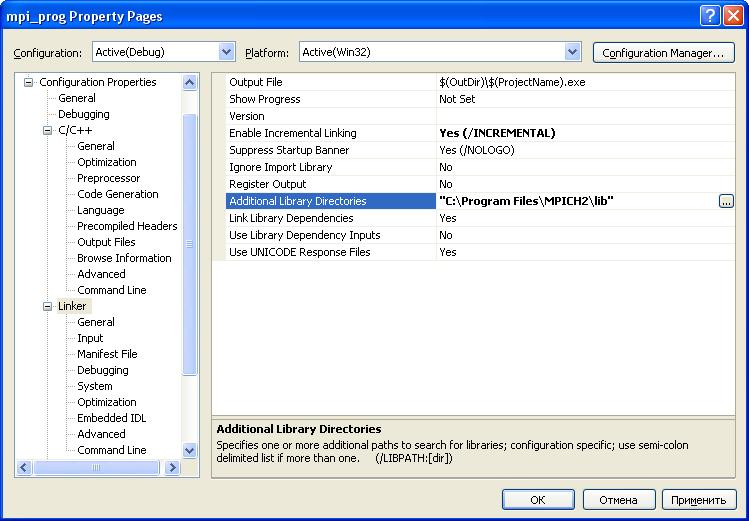 mpi_prog Property Pages
Configuration: Active(Debug) Platform: Active(Win32) Configuration Manager...
Configuration Properties
General
Debugging
C/C++
General
Optimization
Preprocessor
Code Generation
Language
Precompiled Headers
Output Files
Browse Information
Advanced
Command Line
Linker
General
Input
Manifest File
Debugging
System
Optimization
Embedded IDL
Advanced
Command Line
Output File $(OutDir)\$(ProjectName).exe
Show Progress Not Set
Version
Enable Incremental Linking Yes (/INCREMENTAL)
Suppress Startup Banner Yes (/NOLOGO)
Ignore Import Library No
Register Output No
Additional Library Directories "C:\Program Files\MPICH2\lib" ...
Link Library Dependencies Yes
Use Library Dependency Inputs No
Use UNICODE Response Files Yes
Additional Library Directories
Specifies one or more additional paths to search for libraries; configuration specific; use semi-colon
delimited list if more than one. (/LIBPATH:[dir])
OK Отмена Применить